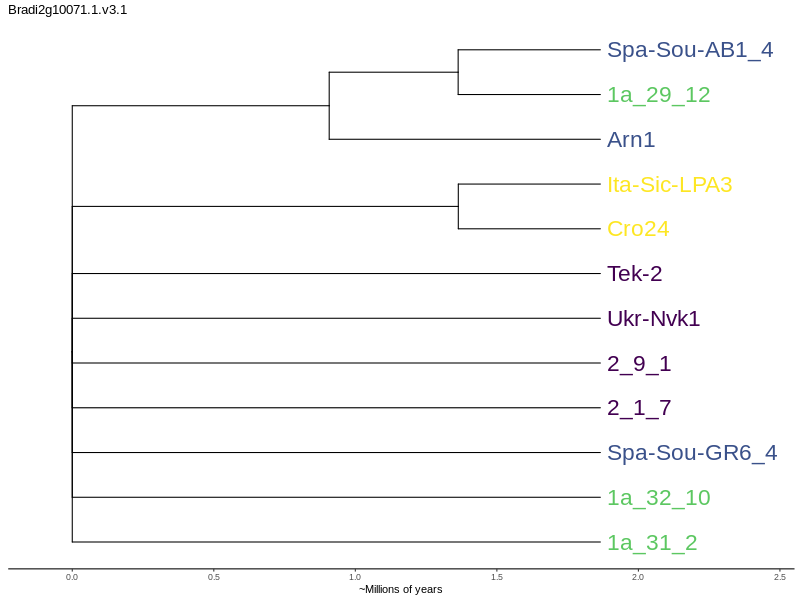 Bradi2g10071.1.v3.1
Spa-Sou-AB1_4
1a_29_12
Arn1
Ita-Sic-LPA3
Cro24
Tek-2
Ukr-Nvk1
2_9_1
2_1_7
Spa-Sou-GR6_4
1a_32_10
1a_31_2
0.0 0.5 1.0 1.5 2.0 2.5
~Millions of years